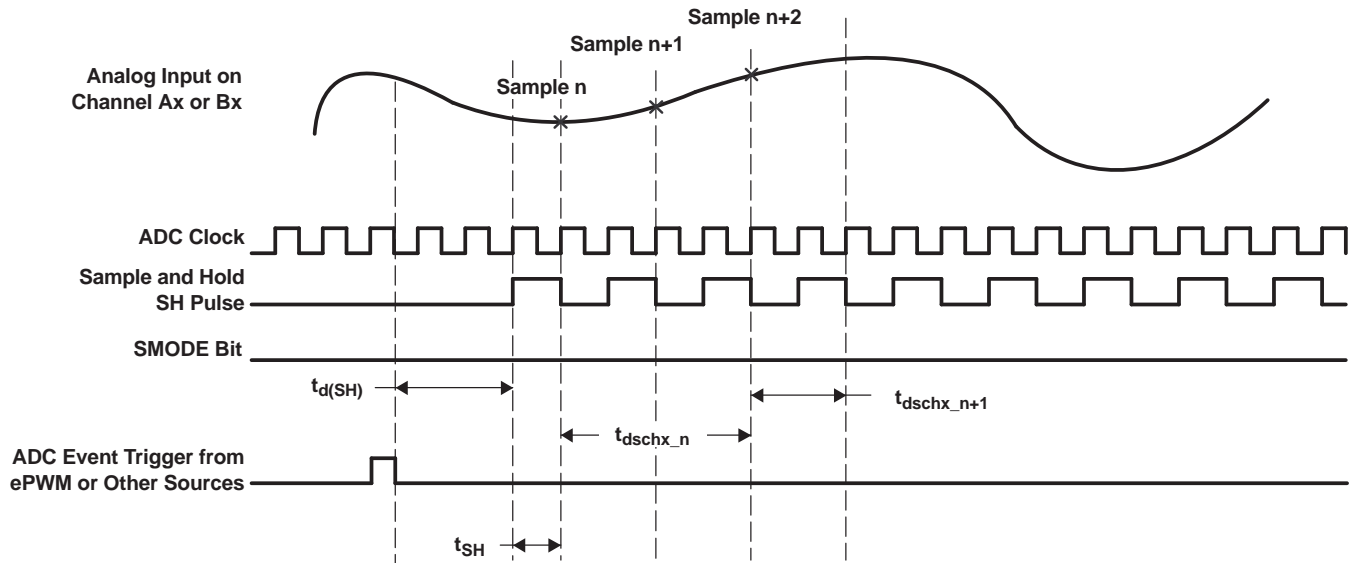 Sample n+2
Sample n+1
Analog Input on
Channel Ax or Bx
Sample n
ADC Clock
Sample and Hold
SH Pulse
SMODE Bit
td(SH)
tdschx_n+1
tdschx_n
ADC Event Trigger from
ePWM or Other Sources
tSH